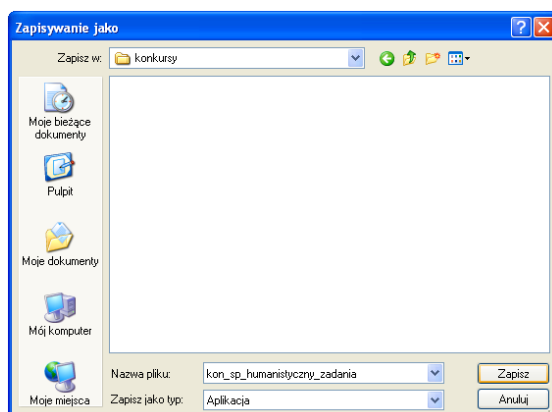 Zapisywanie jako
Zapisz w: konkursy
Moje bieżące
dokumenty
Pulpit
Moje dokumenty
Mój komputer
Moje miejsca
Nazwa pliku: kon_sp_humanistyczny_zadania Zapisz
Zapisz jako typ: Aplikacja Anuluj